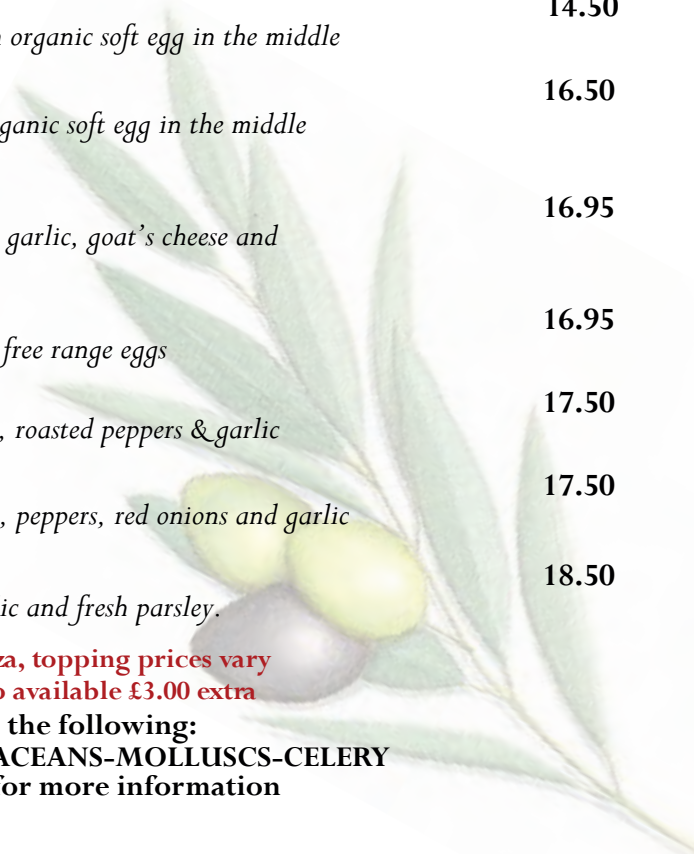 14.50
organic soft egg in the middle
16.50
ganic soft egg in the middle
16.95
garlic, goat's cheese and
16.95
free range eggs
17.50
, roasted peppers & garlic
17.50
, peppers, red onions and garlic
18.50
ic and fresh parsley.
za, topping prices vary
o available £3.00 extra
the following:
ACEANS-MOLLUSCS-CELERY
for more information